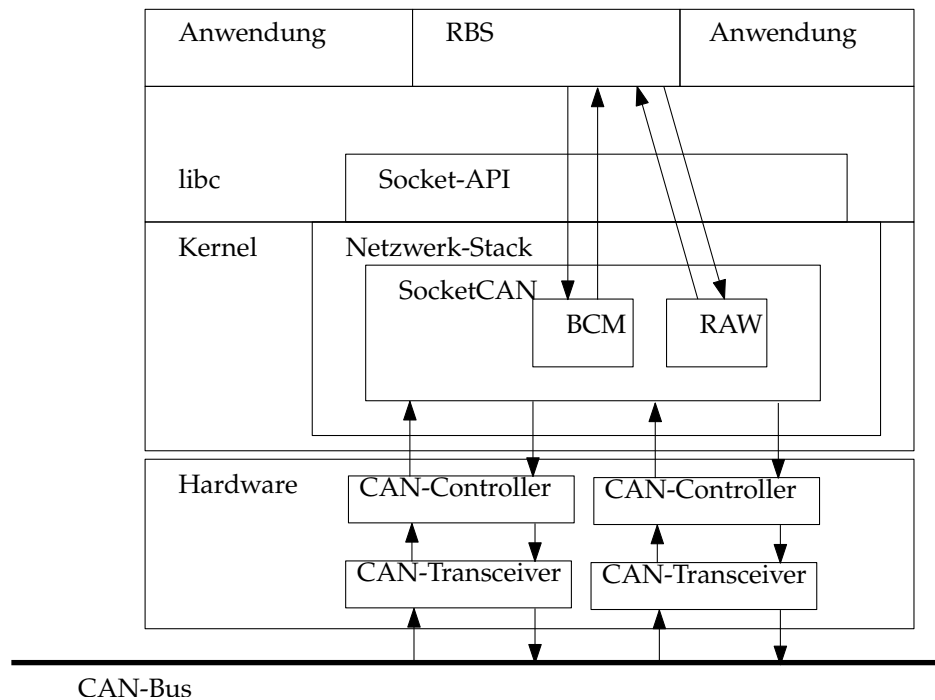 Anwendung
RBS
Anwendung
libc
Socket-API
Kernel
Netzwerk-Stack
SocketCAN
BCM
RAW
Hardware
CAN-Controller
CAN-Controller
CAN-Transceiver
CAN-Transceiver
CAN-Bus